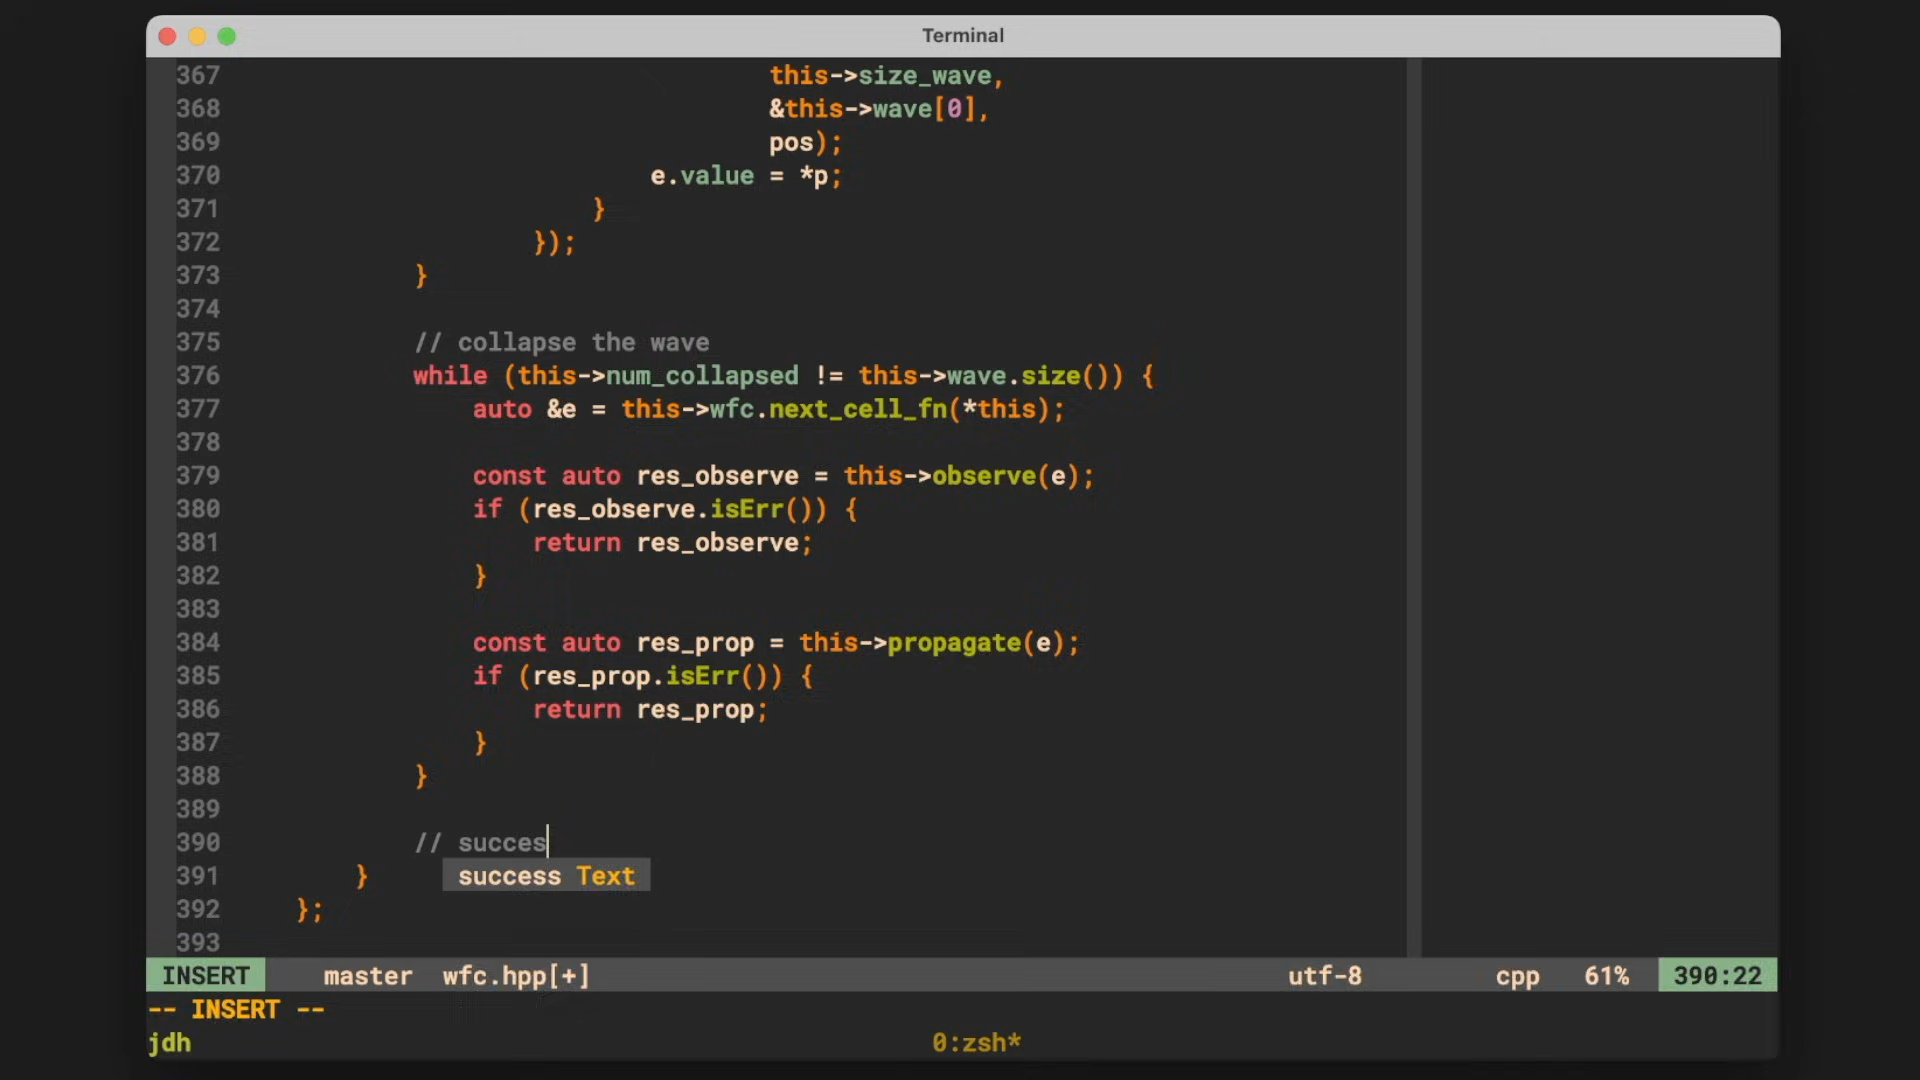 Terminal
367 this->size_wave,
368 &this->wave[0],
369 pos);
370 e.value = *p;
371 }
372 });
373 }
374
375 // collapse the wave
376 while (this->num_collapsed != this->wave.size()) {
377 auto &e = this->wfc.next_cell_fn(*this);
378
379 const auto res_observe = this->observe(e);
380 if (res_observe.isErr()) {
381 return res_observe;
382 }
383
384 const auto res_prop = this->propagate(e);
385 if (res_prop.isErr()) {
386 return res_prop;
387 }
388 }
389
390 // succes
391 } success Text
392 };
393
INSERT master wfc.hpp[+] utf-8 cpp 61% 390:22
-- INSERT --
jdh 0:zsh*